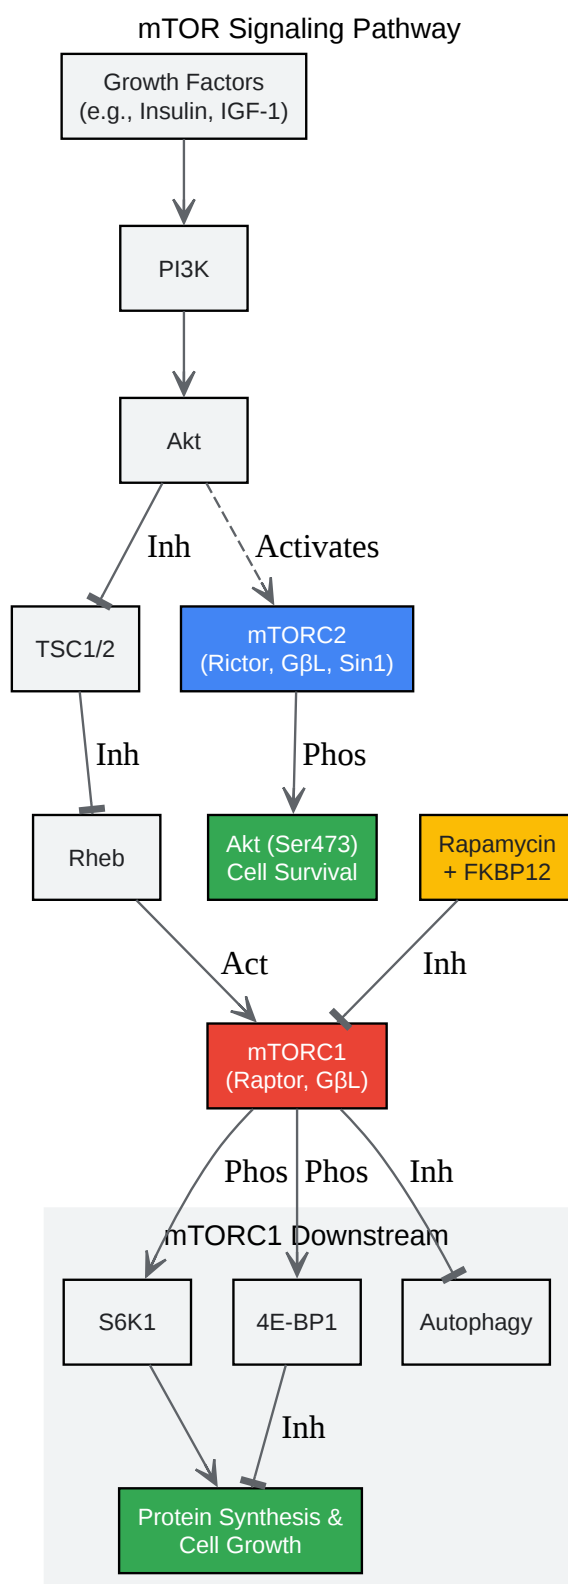 mTOR Signaling Pathway
Growth Factors
(e.g., Insulin, IGF-1)
PI3K
Akt
Inh
Activates
TSC1/2
mTORC2
(Rictor, GβL, Sin1)
Inh
Phos
Rheb
Akt (Ser473)
Cell Survival
Rapamycin
+ FKBP12
Act
Inh
mTORC1
(Raptor, GβL)
Phos
Phos
Inh
mTORC1 Downstream
S6K1
4E-BP1
Autophagy
Inh
Protein Synthesis &
Cell Growth